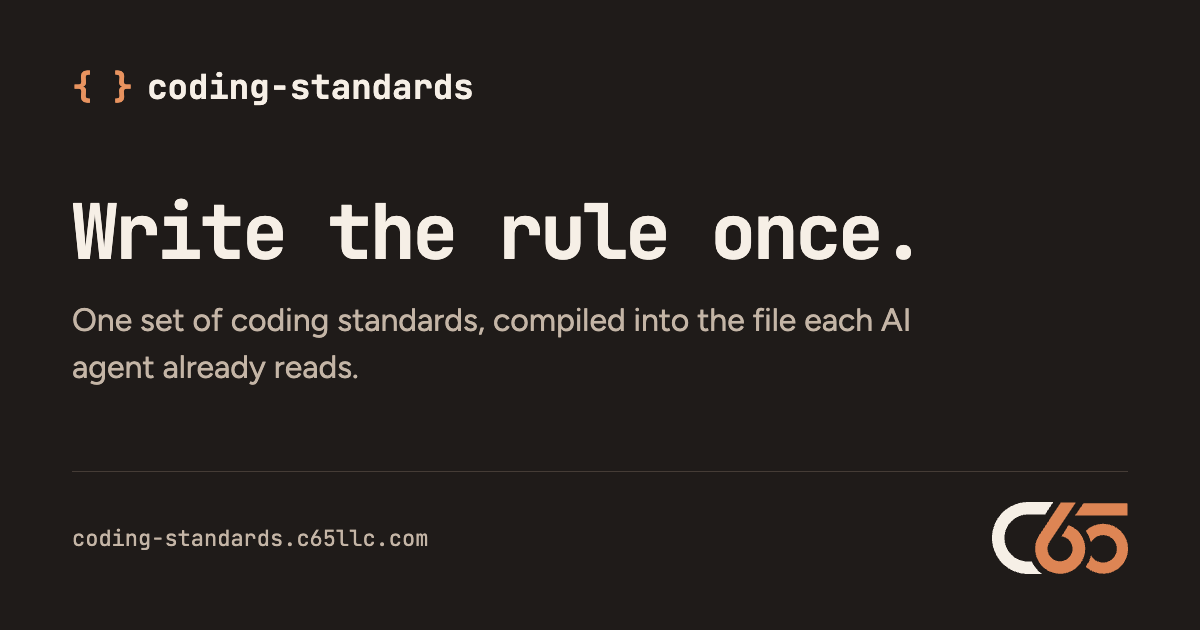 { } coding-standards
Write the rule once.
One set of coding standards, compiled into the file each AI
agent already reads.
coding-standards.c65llc.com
C65